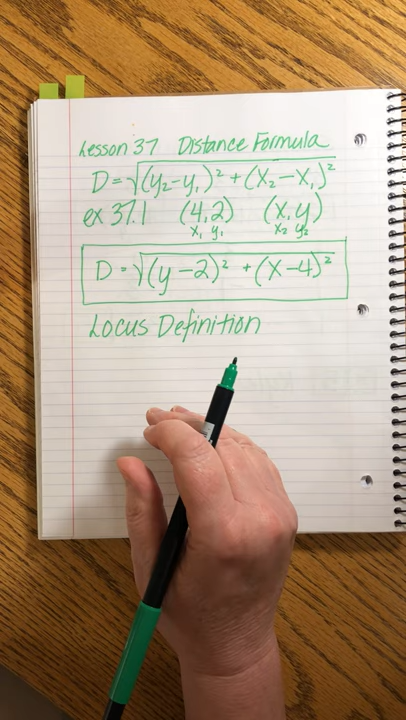 Lesson 37 Distance Formula
D = √(y₂-y₁)² + (x₂-x₁)²
ex 37.1 (4,2) (x,y)
x₁ y₁ x₂ y₂
D = √(y-2)² + (x-4)²
Locus Definition